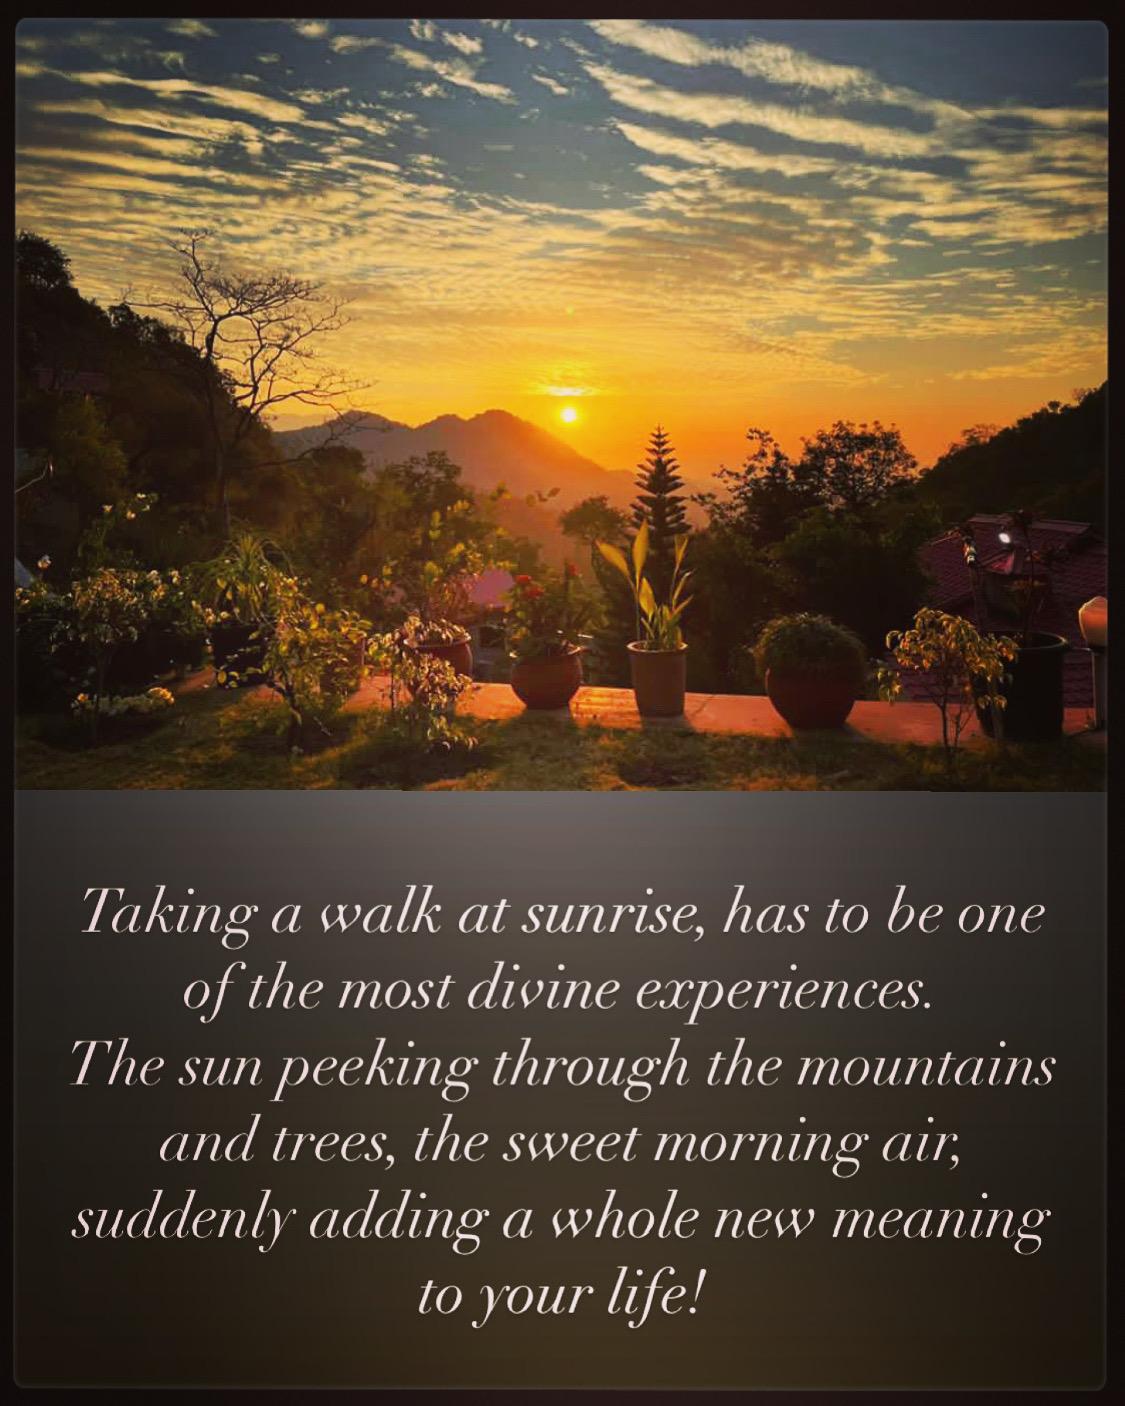 Taking a walk at sunrise, has to be one
of the most divine experiences.
The sun peeking through the mountains
and trees, the sweet morning air,
suddenly adding a whole new meaning
to your life!